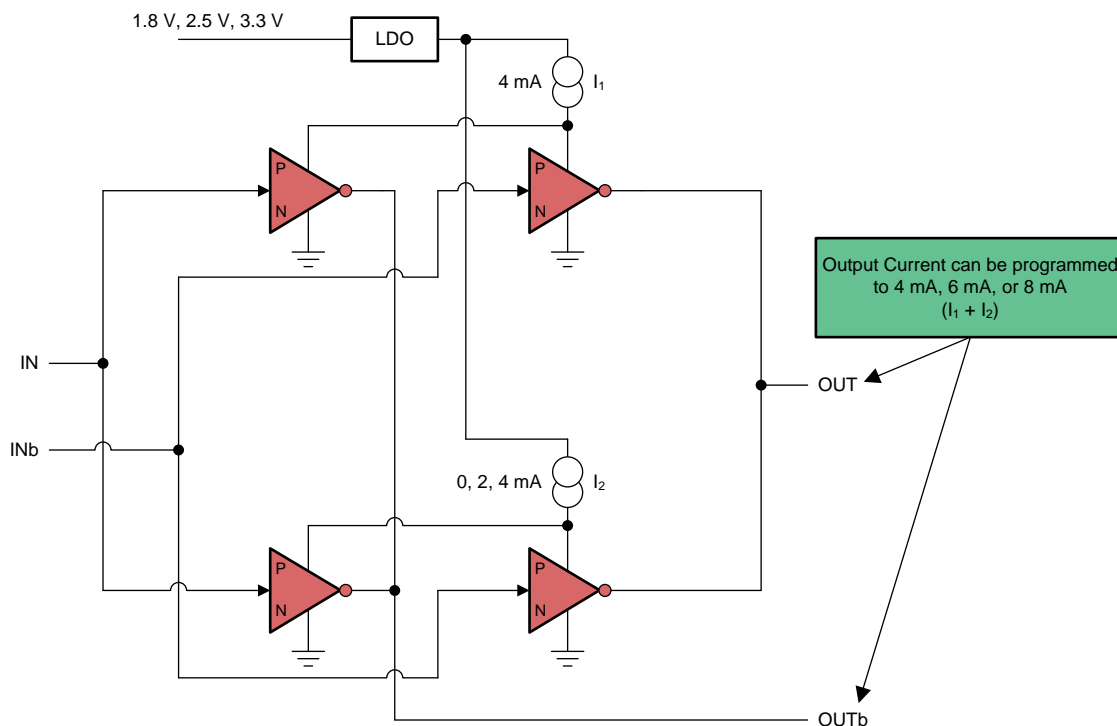 1.8 V, 2.5 V, 3.3 V
LDO
4 mA
I₁
P
N
P
N
Output Current can be programmed
to 4 mA, 6 mA, or 8 mA
(I₁ + I₂)
IN
OUT
INb
0, 2, 4 mA
I₂
P
N
P
N
OUTb